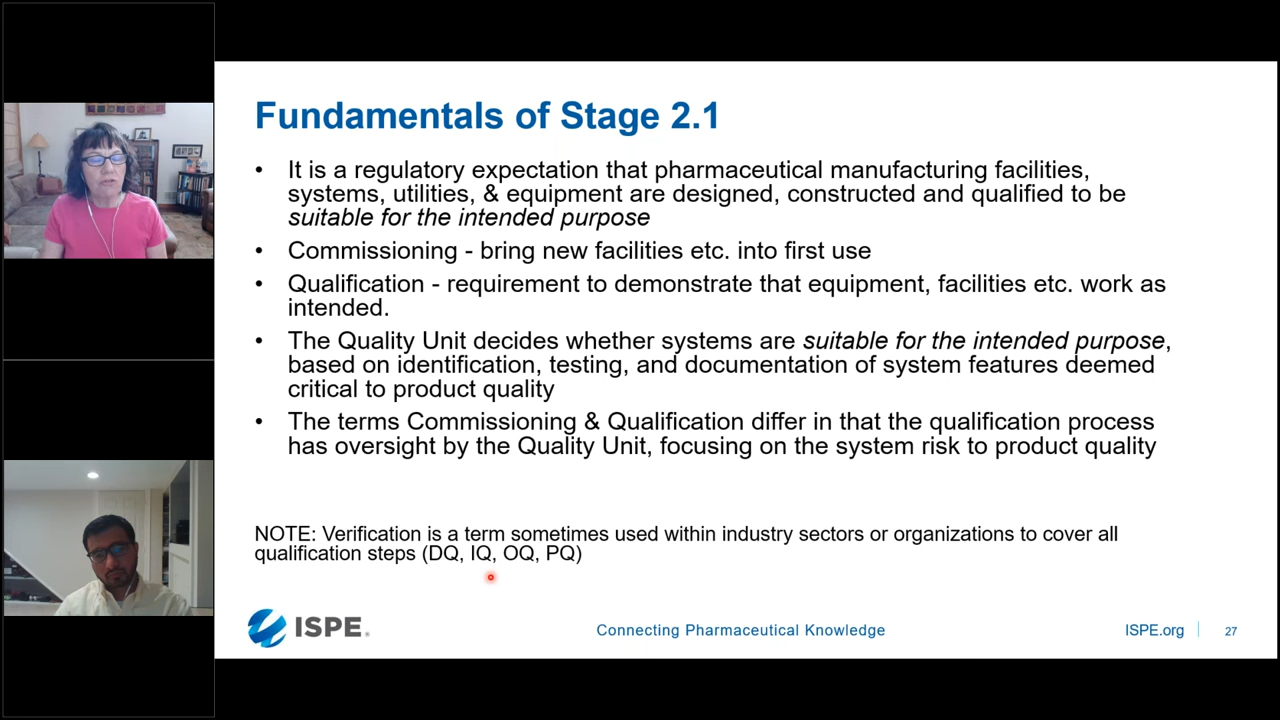 Fundamentals of Stage 2.1
• It is a regulatory expectation that pharmaceutical manufacturing facilities,
systems, utilities, & equipment are designed, constructed and qualified to be
suitable for the intended purpose
• Commissioning - bring new facilities etc. into first use
• Qualification - requirement to demonstrate that equipment, facilities etc. work as
intended.
• The Quality Unit decides whether systems are suitable for the intended purpose,
based on identification, testing, and documentation of system features deemed
critical to product quality
• The terms Commissioning & Qualification differ in that the qualification process
has oversight by the Quality Unit, focusing on the system risk to product quality
NOTE: Verification is a term sometimes used within industry sectors or organizations to cover all
qualification steps (DQ, IQ, OQ, PQ)
ISPE®
Connecting Pharmaceutical Knowledge
ISPE.org
27